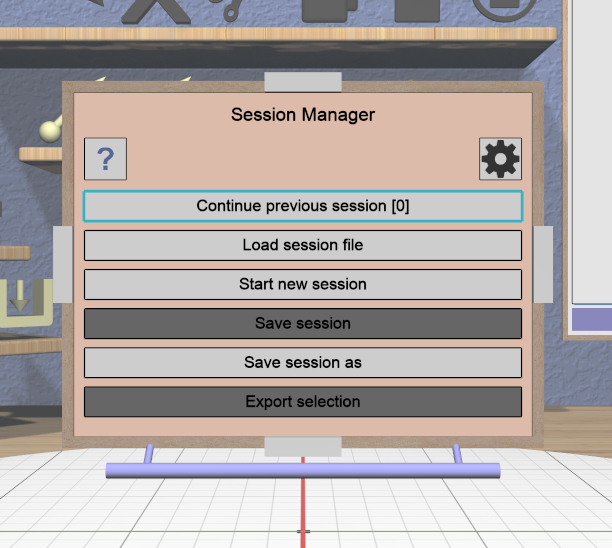 Session Manager
?
Continue previous session [0]
Load session file
Start new session
Save session
Save session as
Export selection